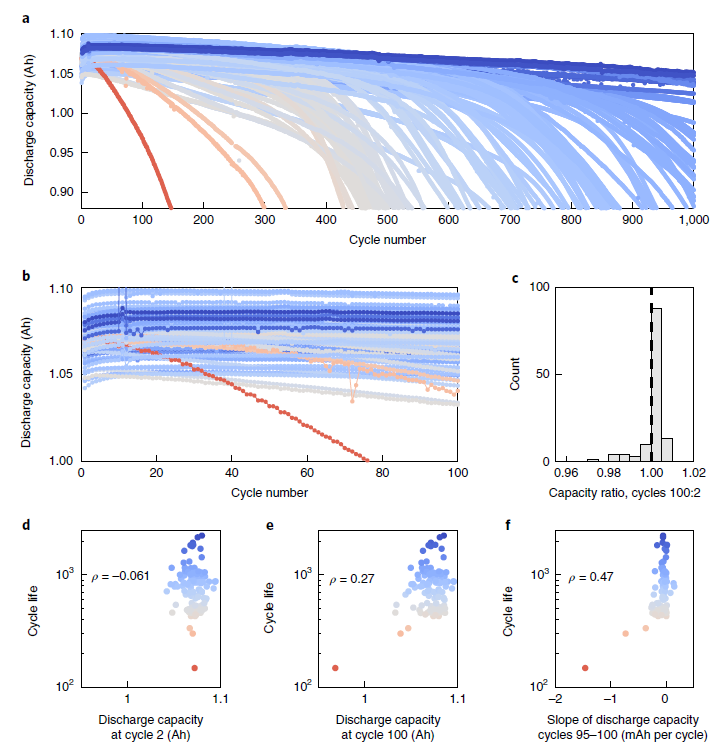 a
1.10
1.05
1.00
0.95
0.90
Discharge capacity (Ah)
0 100 200 300 400 500 600 700 800 900 1,000
Cycle number
b
1.10
1.05
1.00
Discharge capacity (Ah)
0 20 40 60 80 100
Cycle number
c
100
50
0
Count
0.96 0.98 1.00 1.02
Capacity ratio, cycles 100:2
d
10³
10²
Cycle life
ρ = −0.061
1 1.1
Discharge capacity
at cycle 2 (Ah)
e
10³
10²
Cycle life
ρ = 0.27
1 1.1
Discharge capacity
at cycle 100 (Ah)
f
10³
10²
Cycle life
ρ = 0.47
−2 −1 0
Slope of discharge capacity
cycles 95–100 (mAh per cycle)